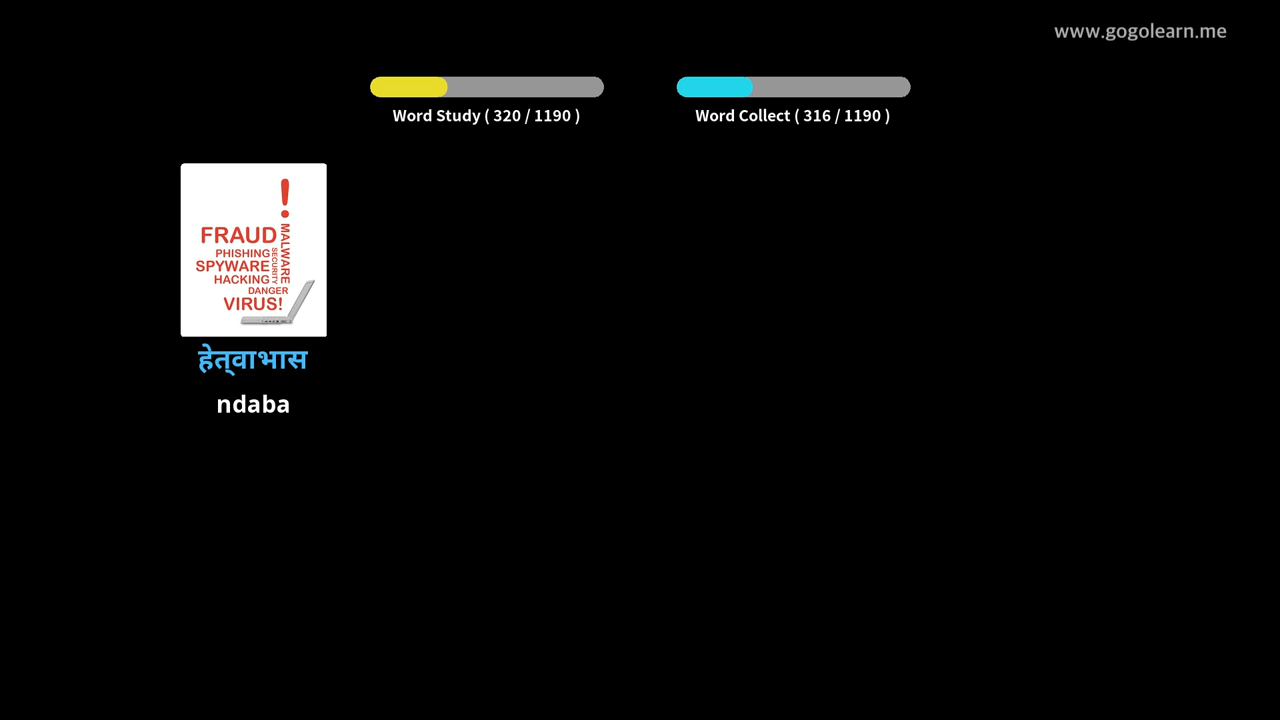 www.gogolearn.me
Word Study ( 320 / 1190 )
Word Collect ( 316 / 1190 )
!
FRAUD
MALWARE
PHISHING
SECURITY
SPYWARE
HACKING
DANGER
VIRUS!
हेत्‌वाभास
ndaba